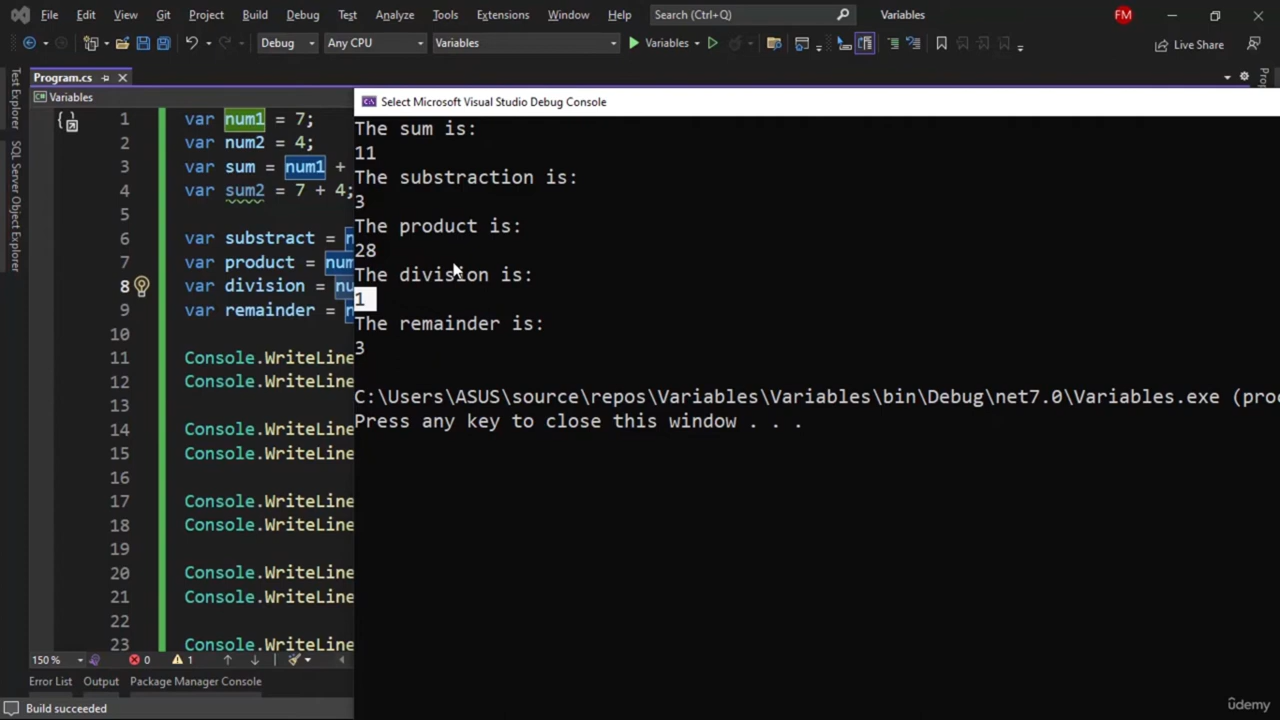 File Edit View Git Project Build Debug Test Analyze Tools Extensions Window Help Search (Ctrl+Q) Variables FM
Debug Any CPU Variables Variables Live Share
Program.cs
Variables
Test Explorer
SQL Server Object Explorer
1 var num1 = 7;
2 var num2 = 4;
3 var sum = num1 +
4 var sum2 = 7 + 4;
5
6 var substract =
7 var product = num
8 var division = nu
9 var remainder =
10
11 Console.WriteLine
12 Console.WriteLine
13
14 Console.WriteLine
15 Console.WriteLine
16
17 Console.WriteLine
18 Console.WriteLine
19
20 Console.WriteLine
21 Console.WriteLine
22
23 Console.WriteLine
Select Microsoft Visual Studio Debug Console
The sum is:
11
The substraction is:
3
The product is:
28
The division is:
1
The remainder is:
3
C:\Users\ASUS\source\repos\Variables\Variables\bin\Debug\net7.0\Variables.exe (proc
Press any key to close this window . . .
150 % 0 1
Error List Output Package Manager Console
Build succeeded
ûdemy